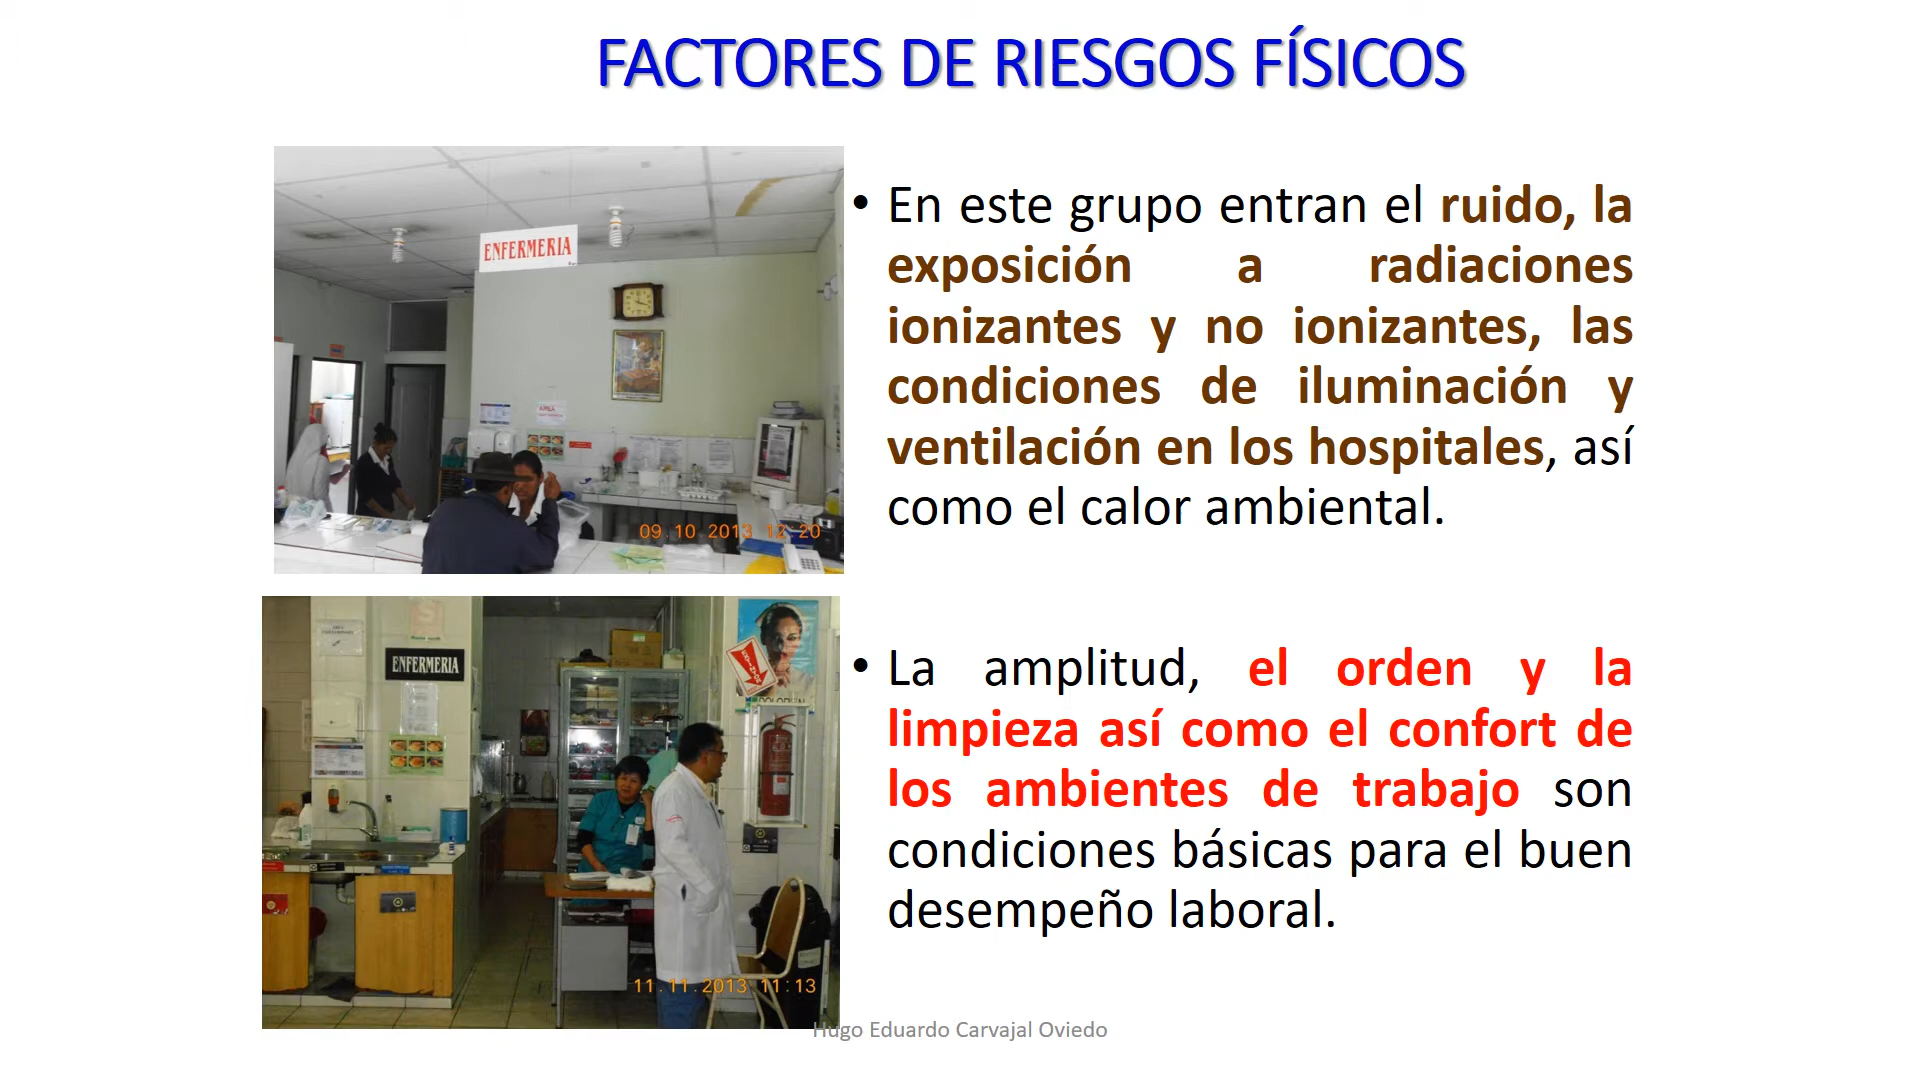 FACTORES DE RIESGOS FÍSICOS
ENFERMERIA
09.10.2013 12:20
• En este grupo entran el ruido, la
exposición a radiaciones
ionizantes y no ionizantes, las
condiciones de iluminación y
ventilación en los hospitales, así
como el calor ambiental.
ENFERMERIA
11.11.2013 11:13
• La amplitud, el orden y la
limpieza así como el confort de
los ambientes de trabajo son
condiciones básicas para el buen
desempeño laboral.
Hugo Eduardo Carvajal Oviedo